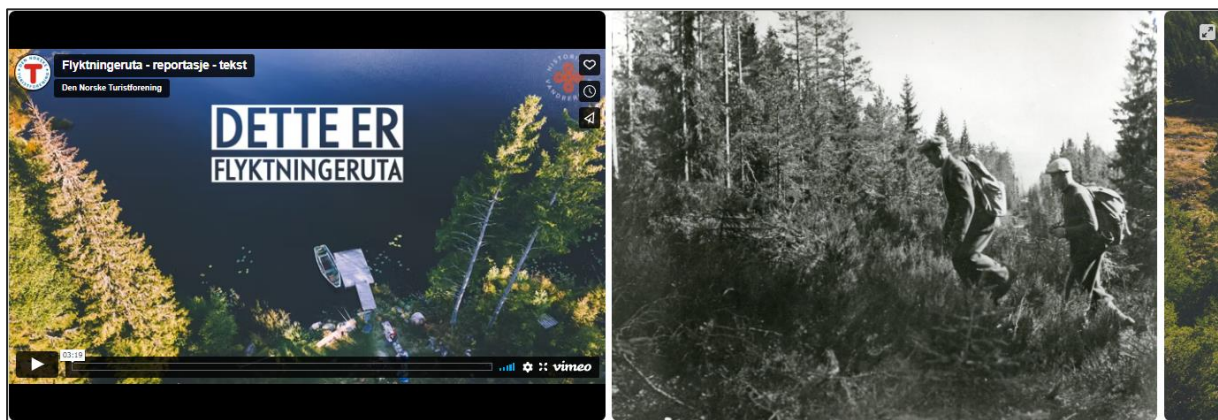 Flyktningeruta - reportasje - tekst
Den Norske Turistforening
DETTE ER
FLYKTNINGERUTA
03:19
vimeo